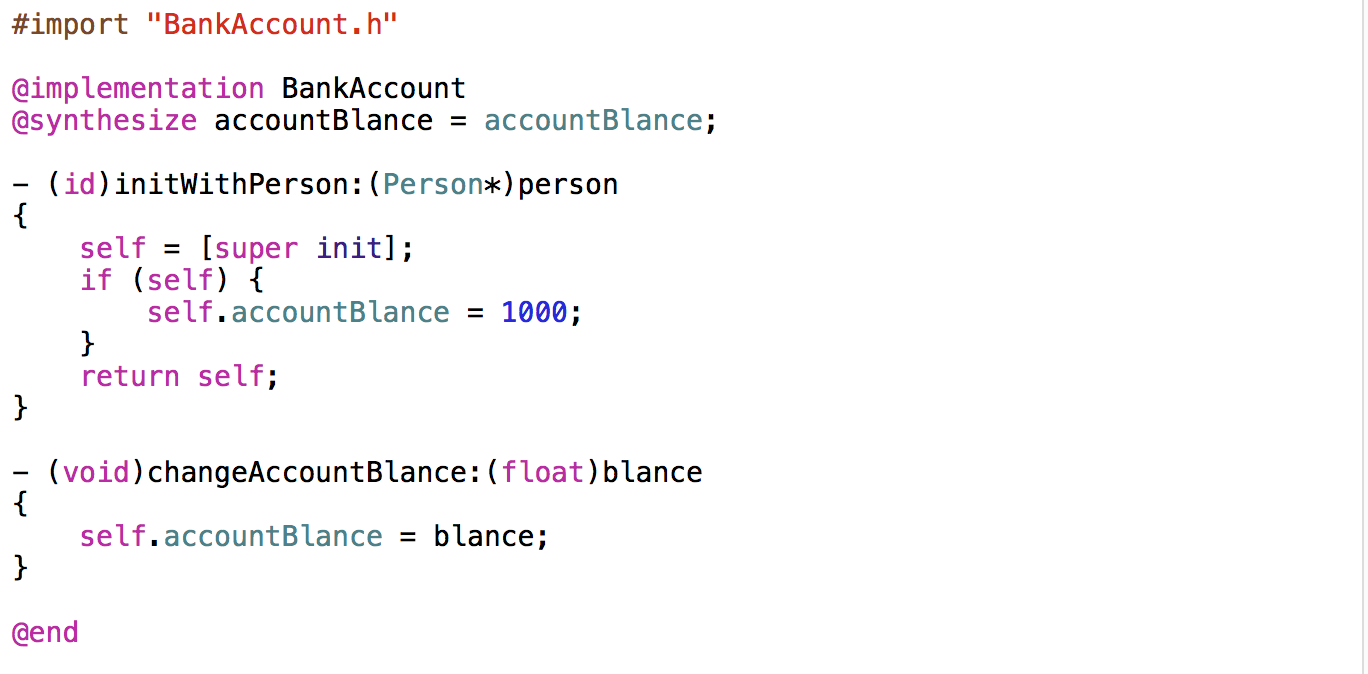 #import "BankAccount.h"
@implementation BankAccount
@synthesize accountBlance = accountBlance;
- (id)initWithPerson:(Person*)person
{
    self = [super init];
    if (self) {
        self.accountBlance = 1000;
    }
    return self;
}
- (void)changeAccountBlance:(float)blance
{
    self.accountBlance = blance;
}
@end